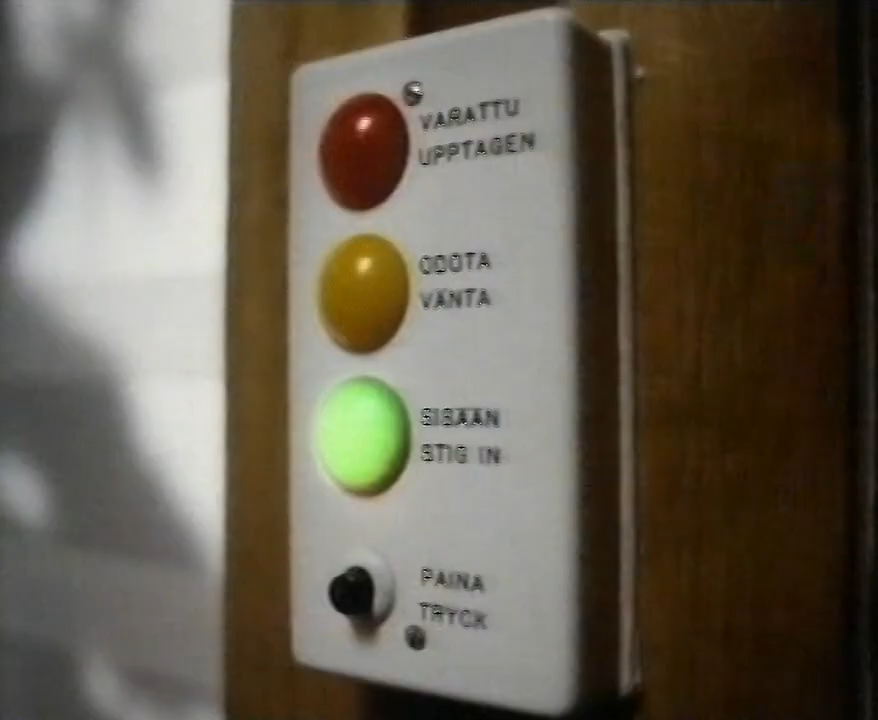 VARATTU
UPPTAGEN
ODOTA
VÄNTA
SISÄÄN
STIG IN
PAINA
TRYCK